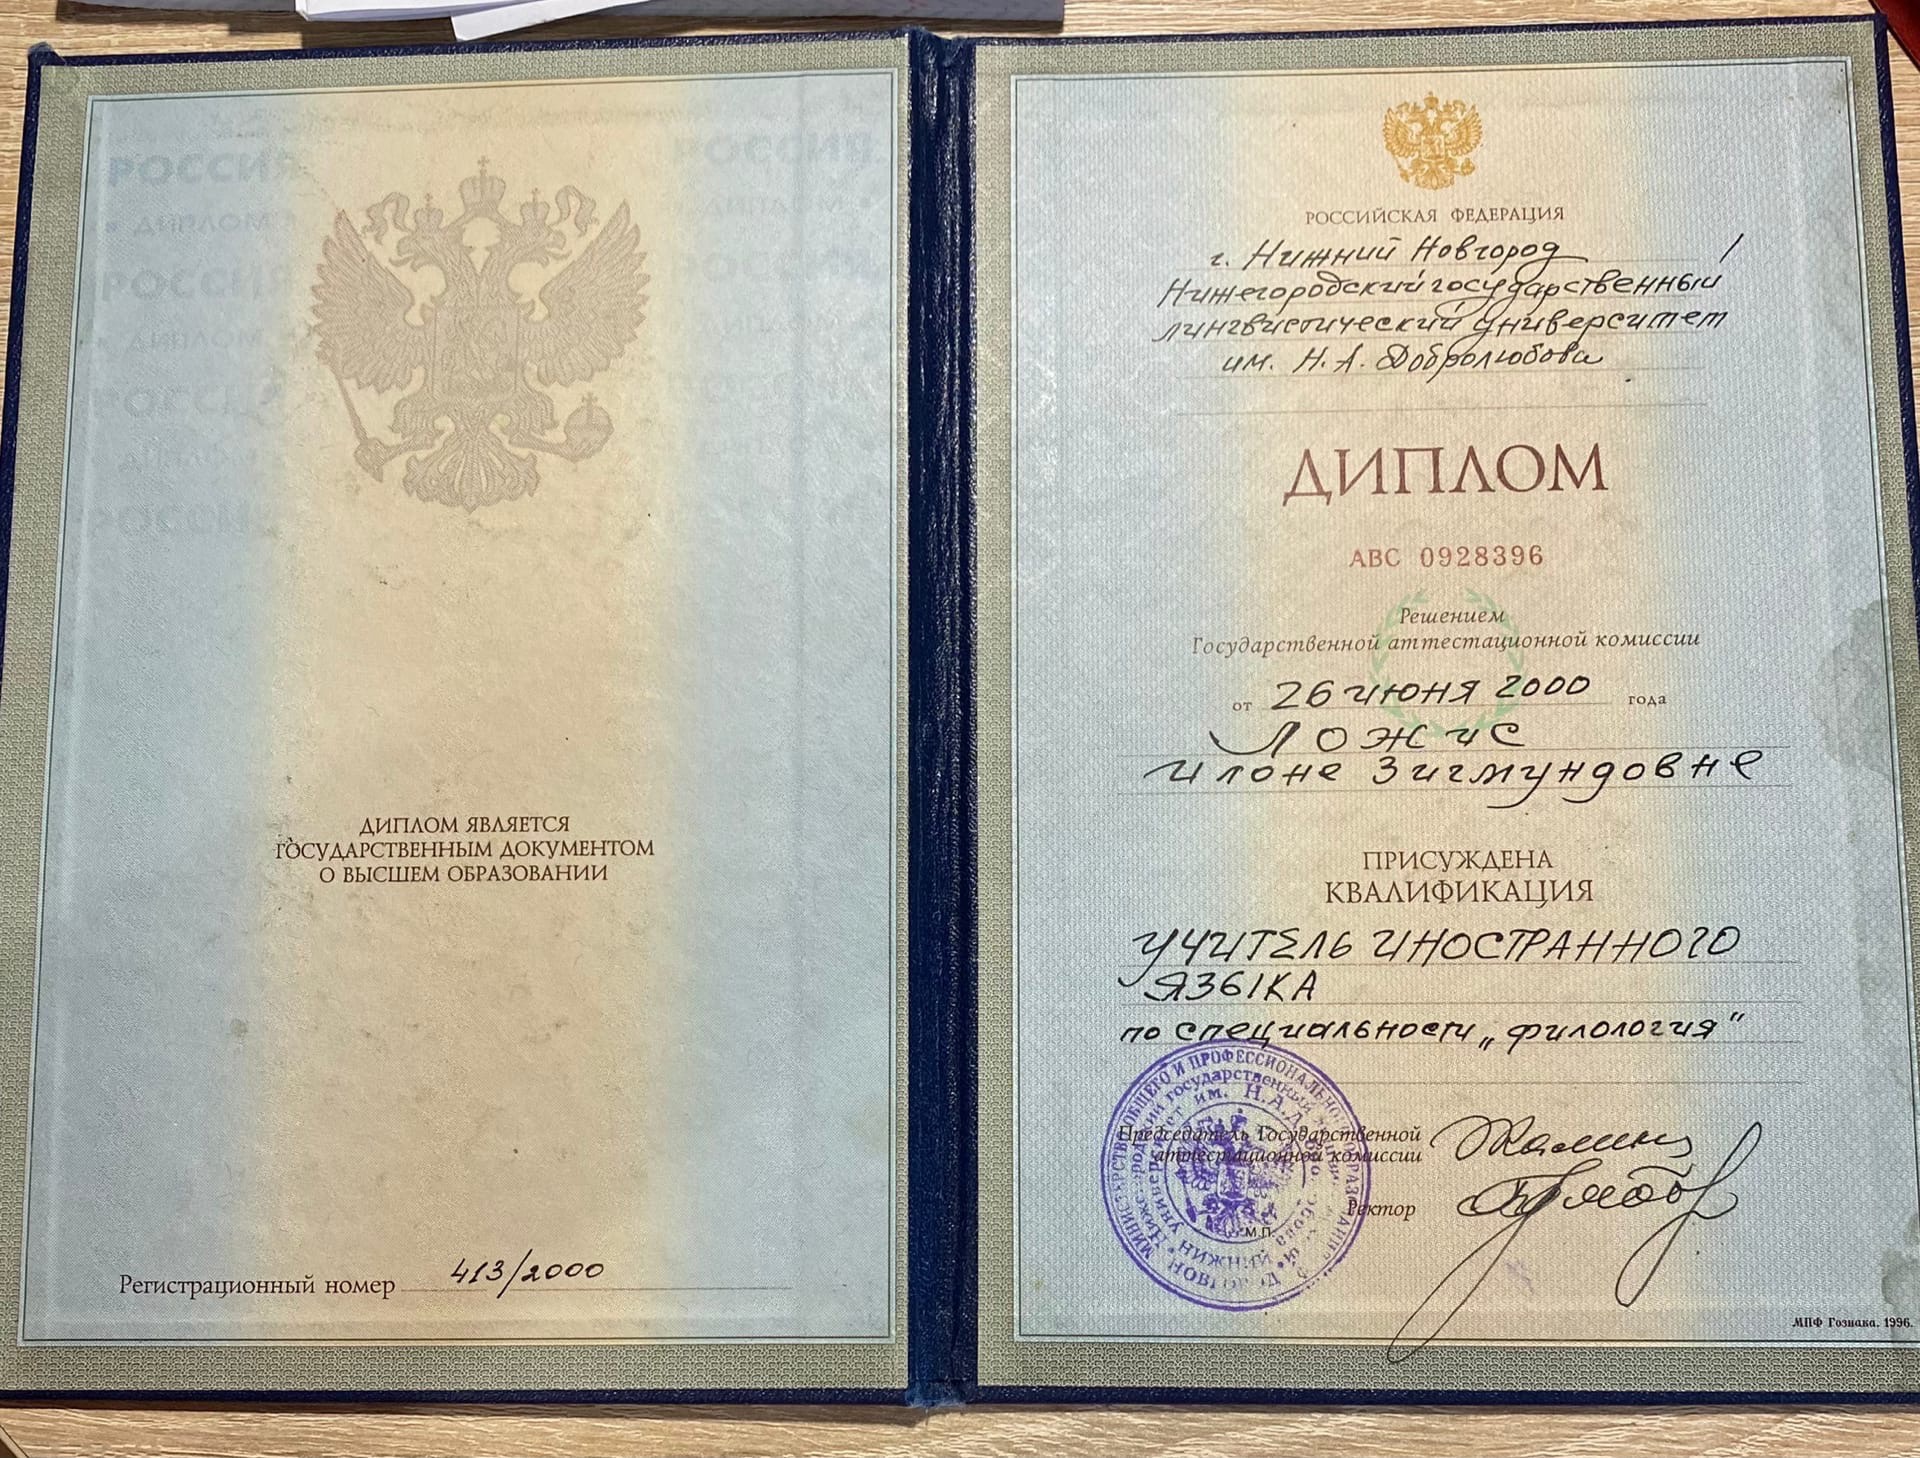 РОССИЯ
ДИПЛОМ
РОССИЯ
ДИПЛОМ
ДИПЛОМ ЯВЛЯЕТСЯ
ГОСУДАРСТВЕННЫМ ДОКУМЕНТОМ
О ВЫСШЕМ ОБРАЗОВАНИИ
Регистрационный номер 413/2000
РОССИЙСКАЯ ФЕДЕРАЦИЯ
г. Нижний Новгород
Нижегородский государственный
лингвистический университет
им. Н.А. Добролюбова
ДИПЛОМ
АВС 0928396
Решением
Государственной аттестационной комиссии
от 26 июня 2000 года
Ложис
Илоне Зигмундовне
ПРИСУЖДЕНА
КВАЛИФИКАЦИЯ
УЧИТЕЛЬ ИНОСТРАННОГО
ЯЗЫКА
по специальности „филология"
Председатель Государственной
аттестационной комиссии
Ректор
М.П.
НИЖНИЙ
НОВГОРОД
МПФ Гознака. 1996.